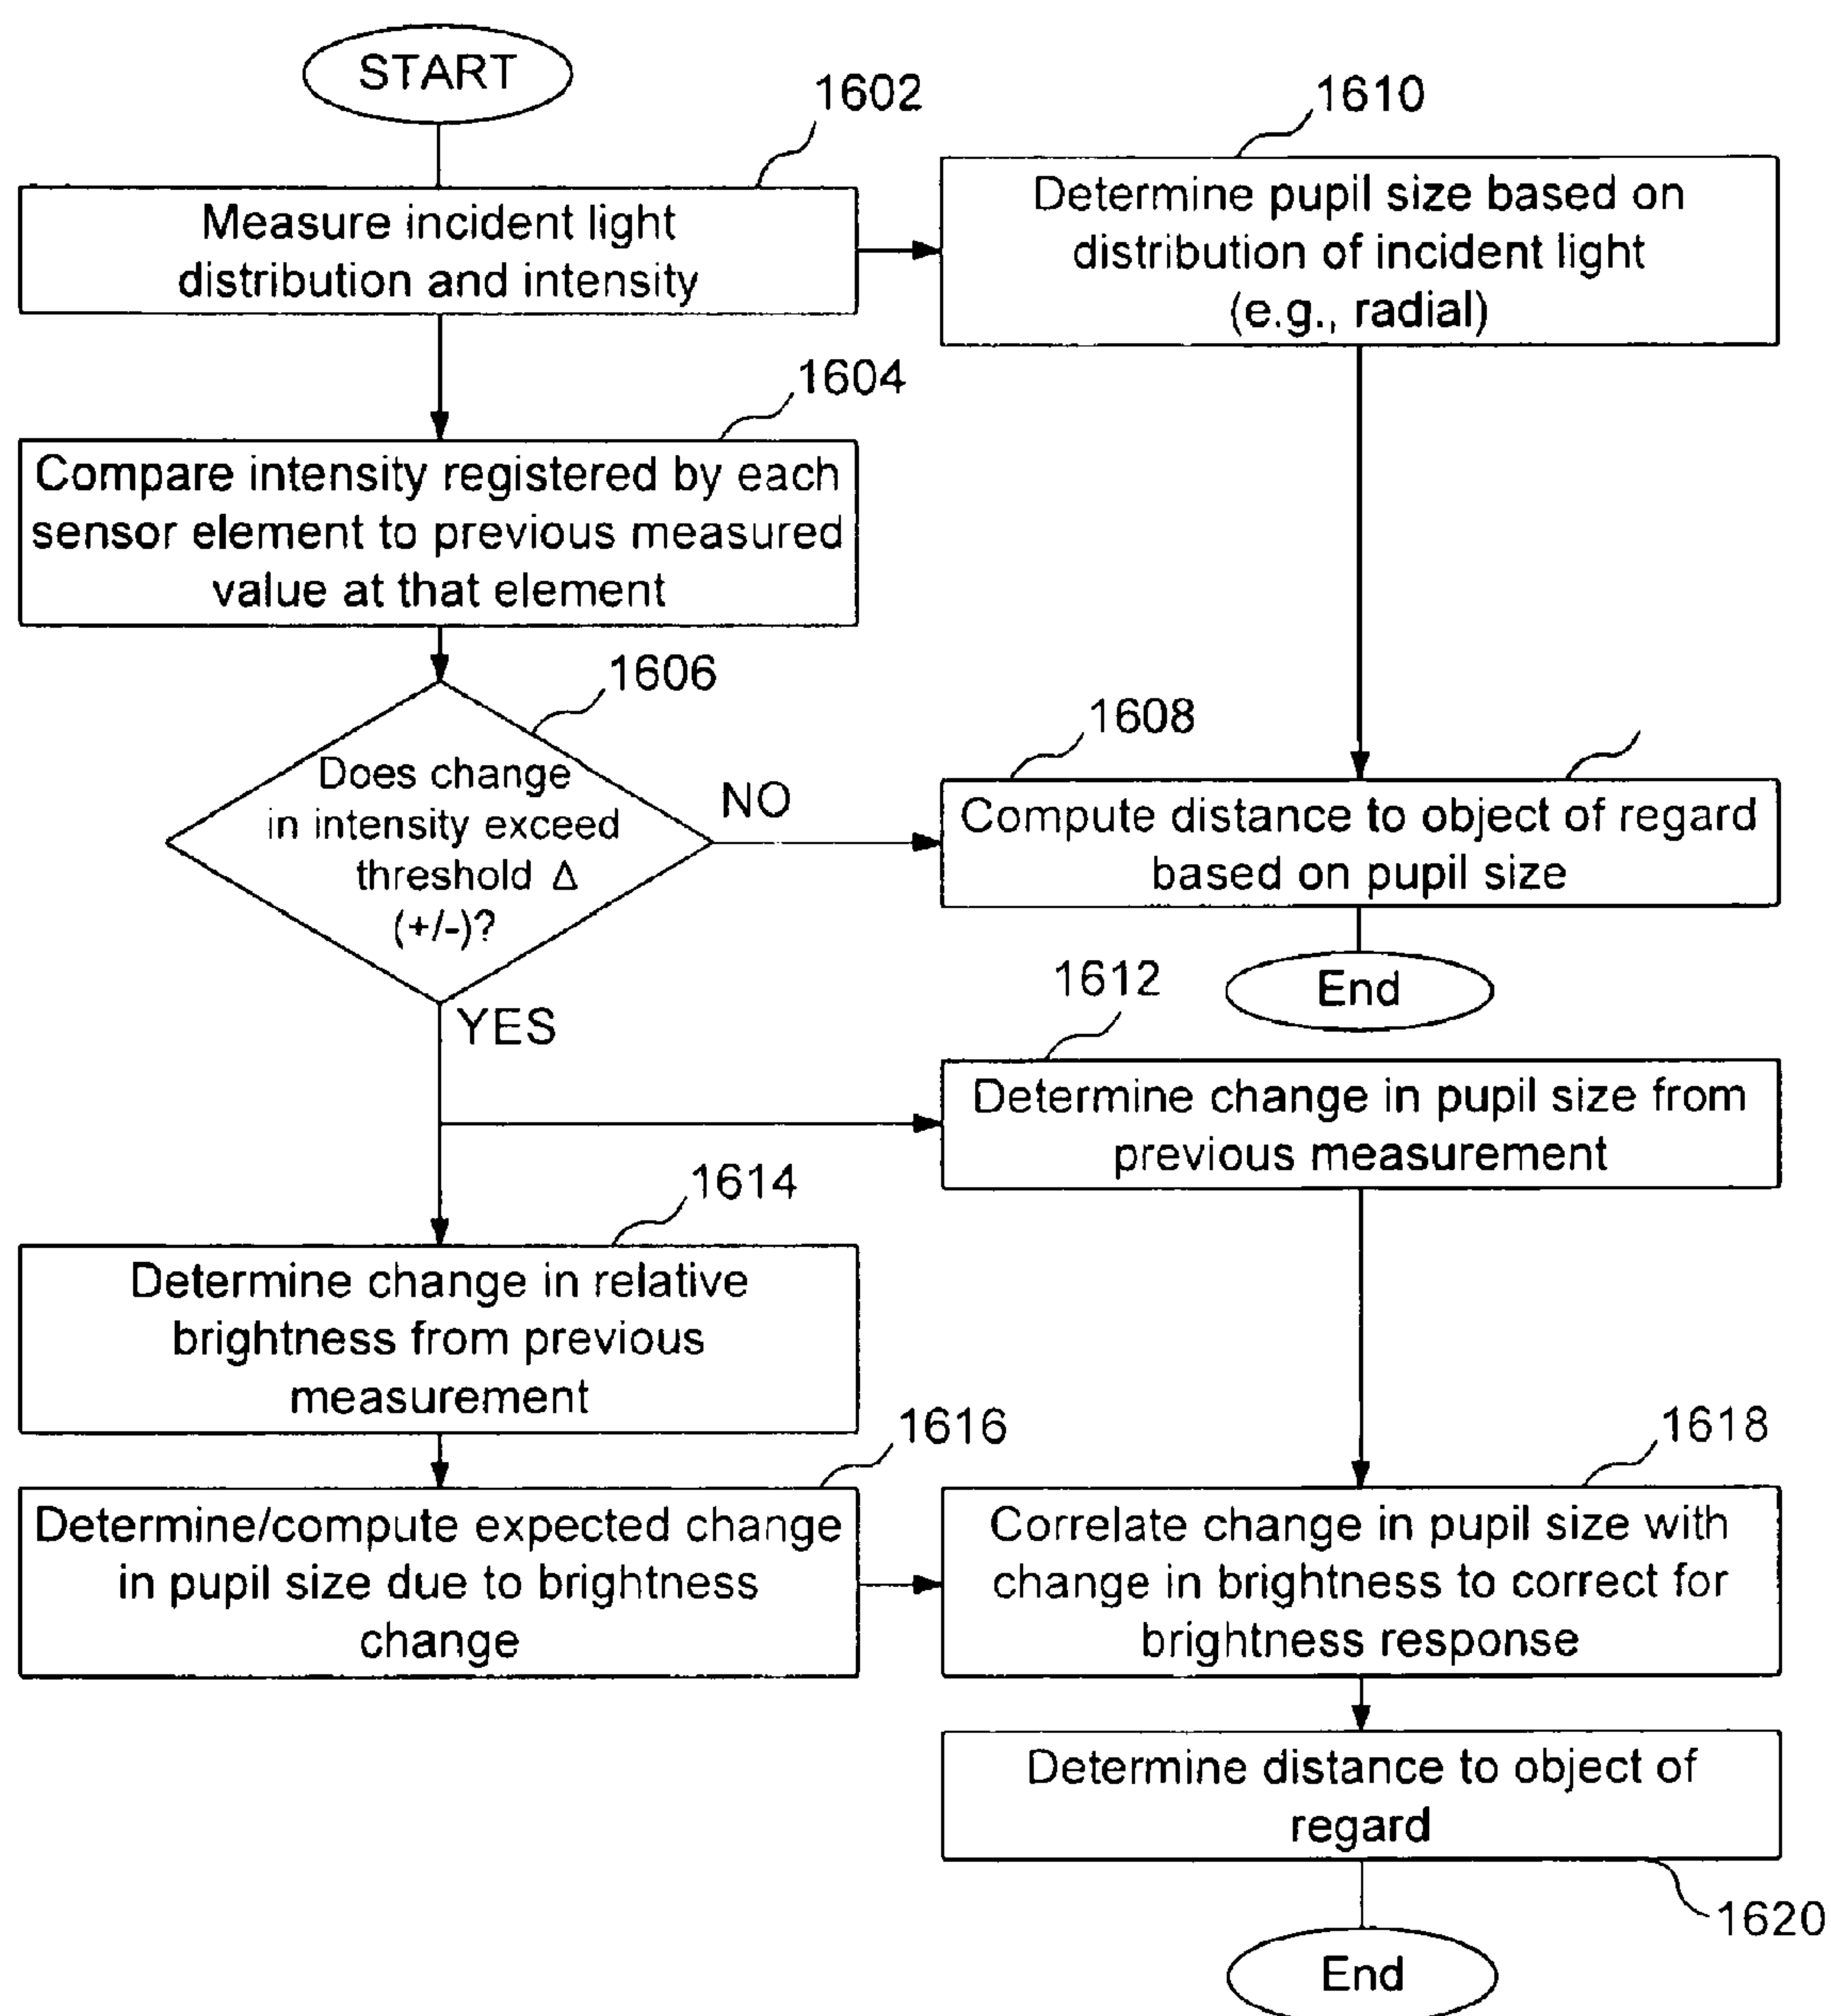 START
1602
Measure incident light
distribution and intensity
1610
Determine pupil size based on
distribution of incident light
(e.g., radial)
1604
Compare intensity registered by each
sensor element to previous measured
value at that element
1606
Does change
in intensity exceed
threshold Δ
(+/-)?
NO
1608
Compute distance to object of regard
based on pupil size
End
YES
1612
Determine change in pupil size from
previous measurement
1614
Determine change in relative
brightness from previous
measurement
1616
Determine/compute expected change
in pupil size due to brightness
change
1618
Correlate change in pupil size with
change in brightness to correct for
brightness response
Determine distance to object of
regard
1620
End